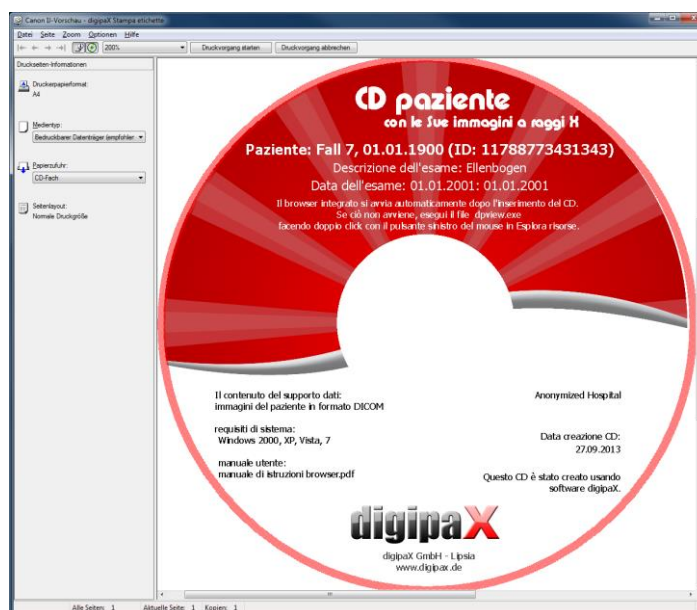 Canon IJ-Vorschau - digipaX Stampa etichette
Datei Seite Zoom Optionen Hilfe
200% Druckvorgang starten Druckvorgang abbrechen
Druckseiten-Informationen
Druckerpapierformat:
A4
Medientyp:
Bedruckbarer Datenträger (empfohlen
Papierzufuhr:
CD-Fach
Seitenlayout:
Normale Druckgröße
CD paziente
con le Sue immagini a raggi X
Paziente: Fall 7, 01.01.1900 (ID: 11788773431343)
Descrizione dell'esame: Ellenbogen
Data dell'esame: 01.01.2001: 01.01.2001
Il browser integrato si avvia automaticamente dopo l'inserimento del CD.
Se ciò non avviene, esegui il file dpview.exe
facendo doppio click con il pulsante sinistro del mouse in Esplora risorse.
Il contenuto del supporto dati:
immagini del paziente in formato DICOM
requisiti di sistema:
Windows 2000, XP, Vista, 7
manuale utente:
manuale di istruzioni browser.pdf
Anonymized Hospital
Data creazione CD:
27.09.2013
Questo CD è stato creato usando
software digipaX.
digipaX
digipaX GmbH - Lipsia
www.digipax.de
Alle Seiten: 1 Aktuelle Seite: 1 Kopien: 1